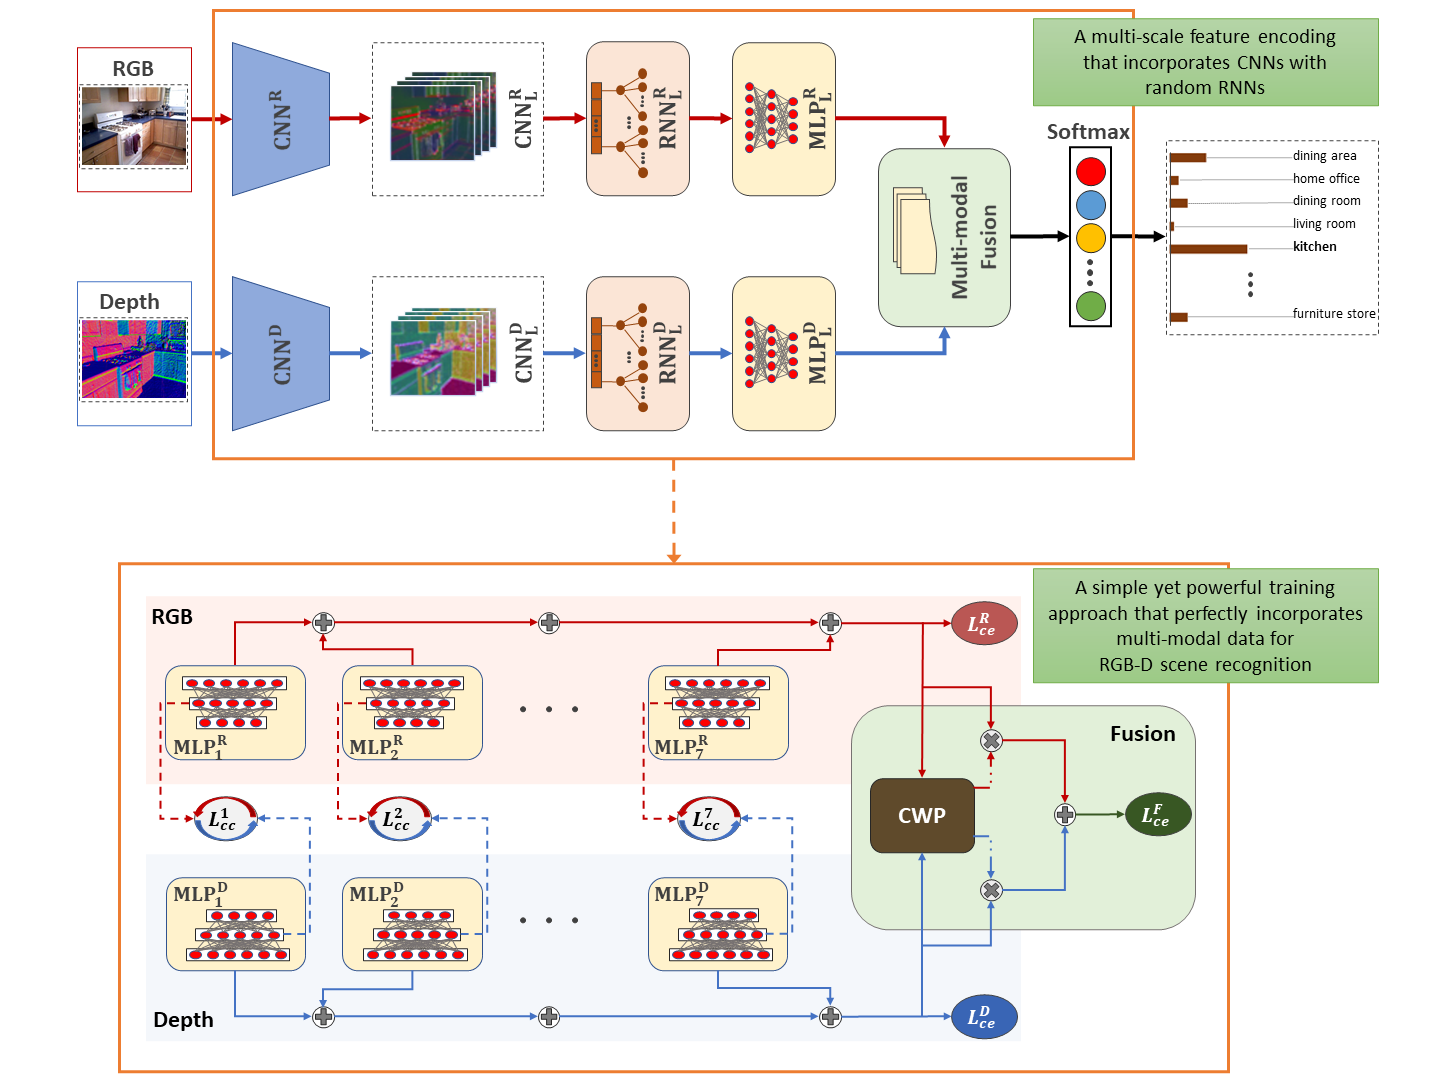 A multi-scale feature encoding
that incorporates CNNs with
random RNNs
RGB
CNN^R
CNN_L^R
RNN_L^R
MLP_L^R
Multi-modal
Fusion
Softmax
dining area
home office
dining room
living room
kitchen
furniture store
Depth
CNN^D
CNN_L^D
RNN_L^D
MLP_L^D
A simple yet powerful training
approach that perfectly incorporates
multi-modal data for
RGB-D scene recognition
RGB
L_{ce}^R
MLP_1^R
MLP_2^R
MLP_7^R
Fusion
L_{cc}^1
L_{cc}^2
L_{cc}^7
CWP
L_{ce}^F
MLP_1^D
MLP_2^D
MLP_7^D
Depth
L_{ce}^D